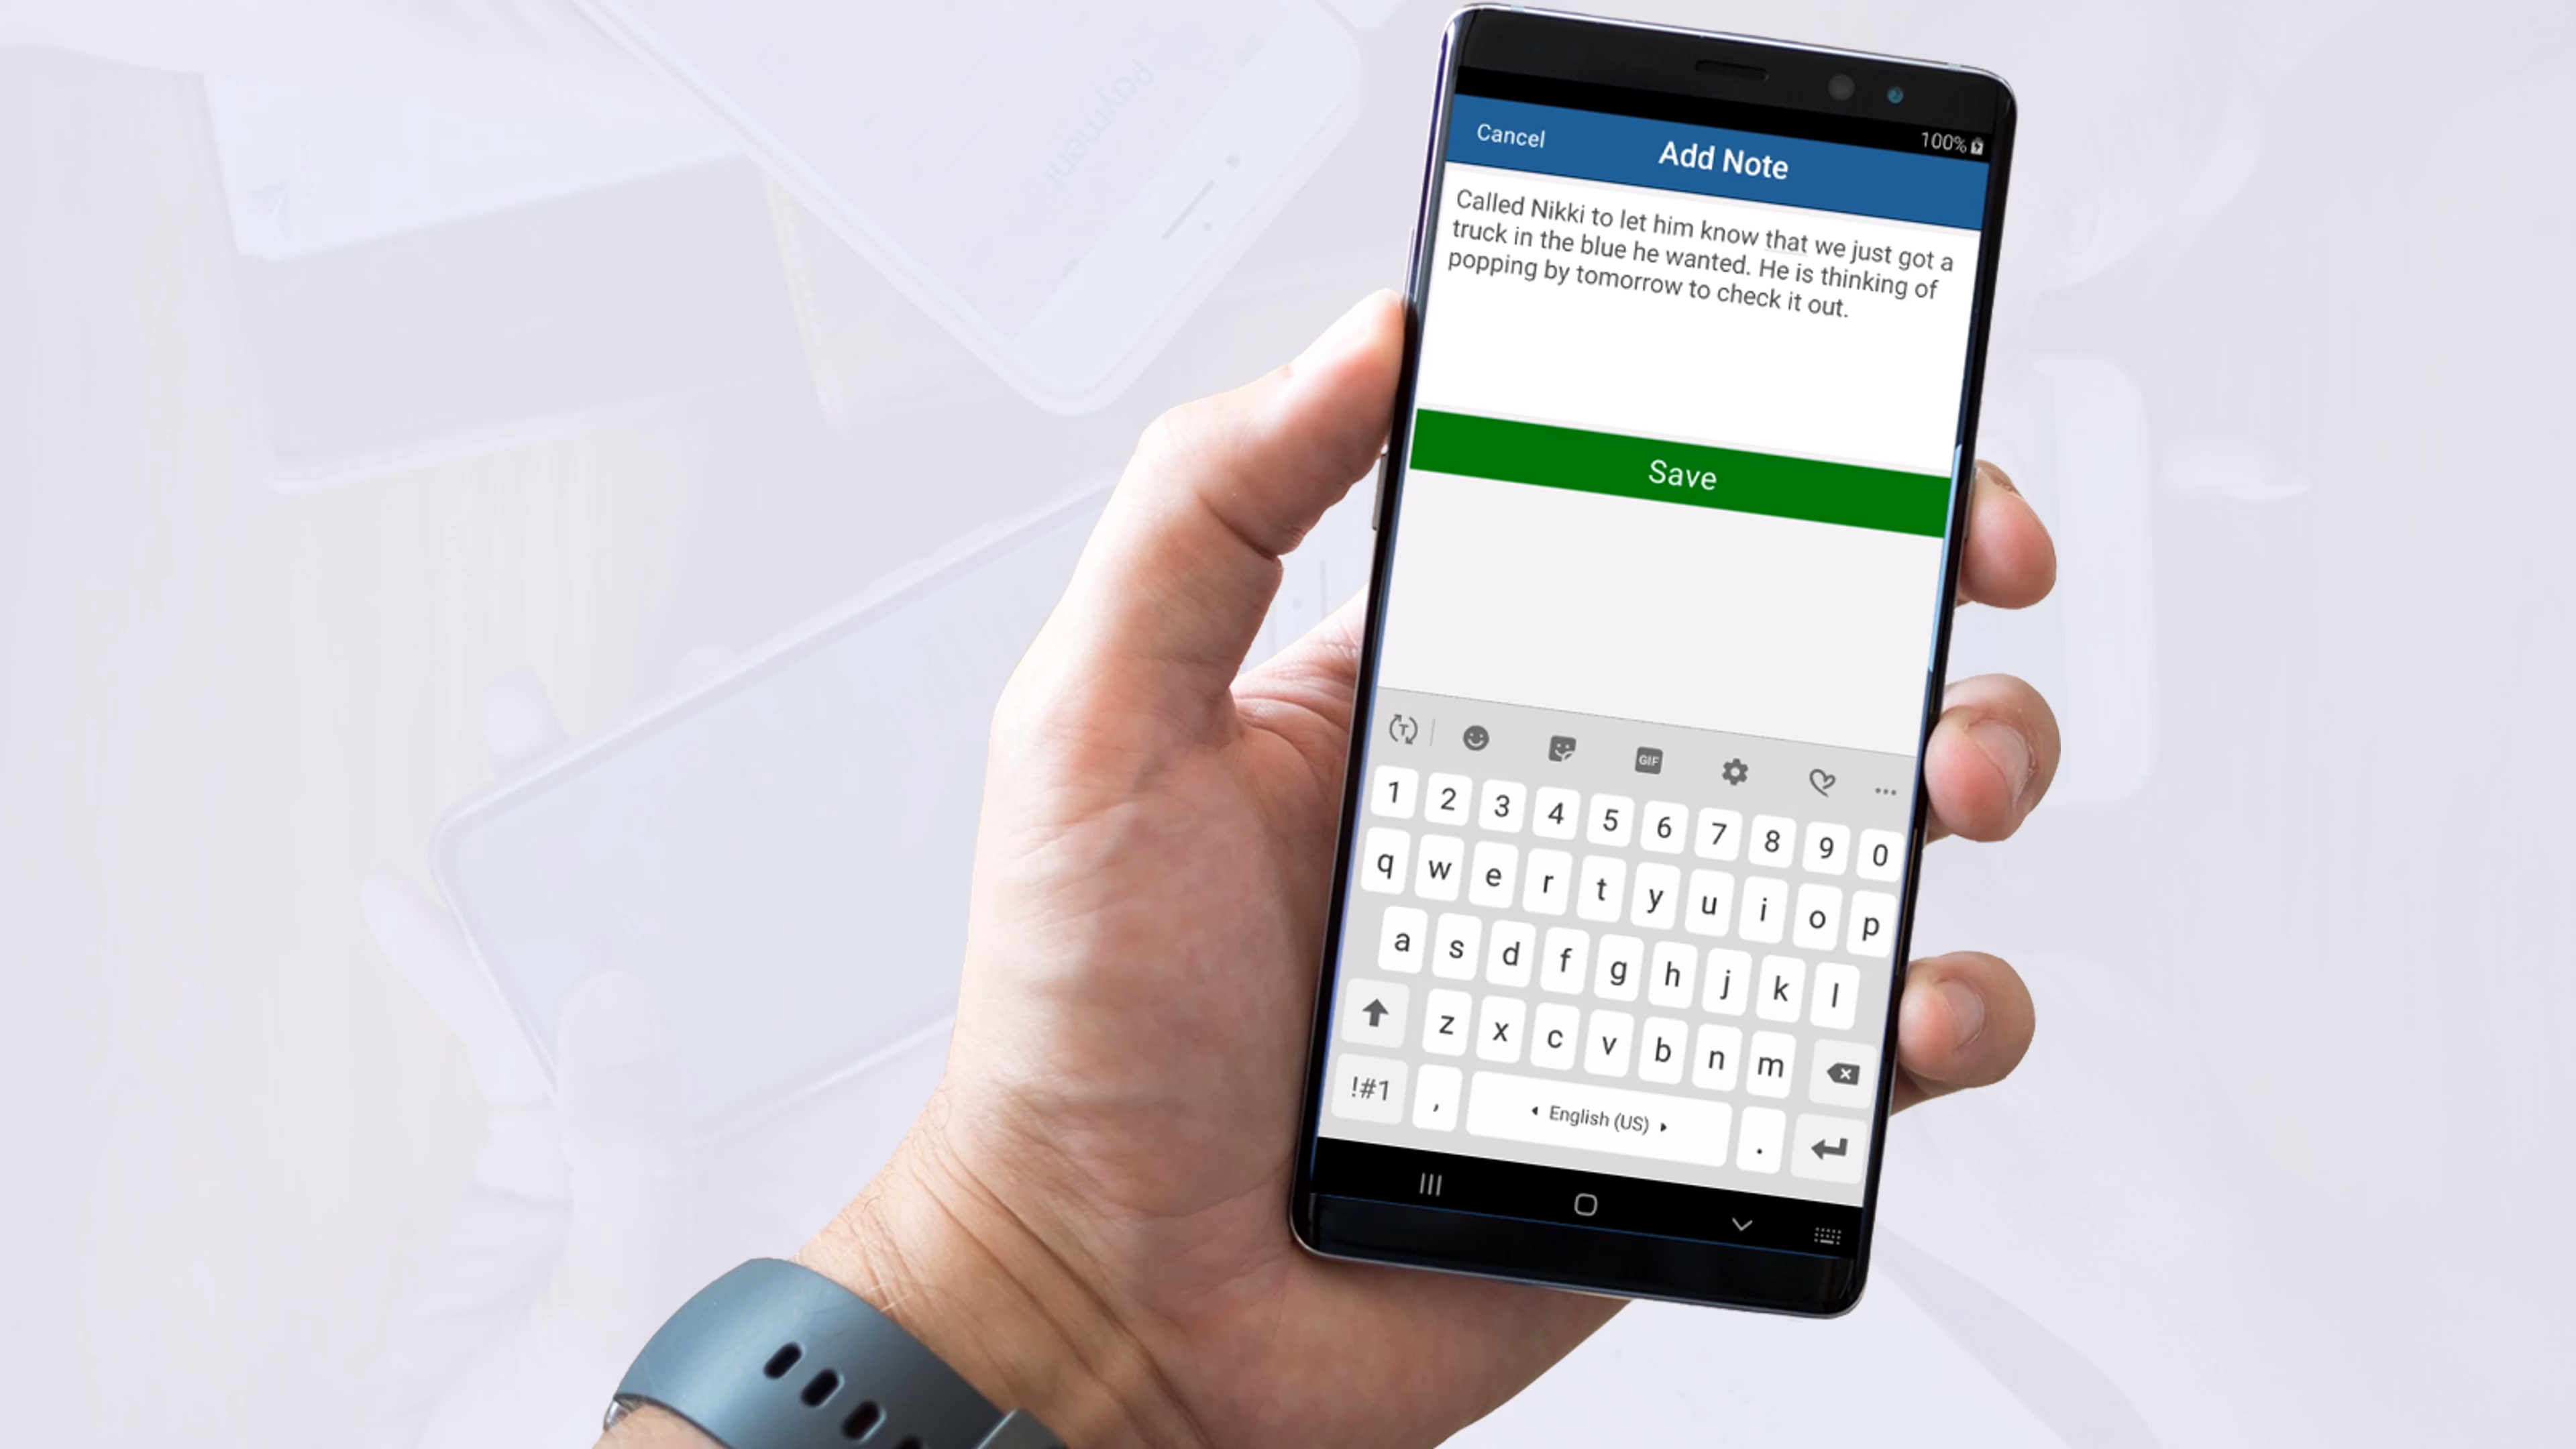 100%
Cancel
Add Note
Called Nikki to let him know that we just got a
truck in the blue he wanted. He is thinking of
popping by tomorrow to check it out.
Save
GIF
1 2 3 4 5 6 7 8 9 0
q w e r t y u i o p
a s d f g h j k l
z x c v b n m
!#1 , English (US) .
payment